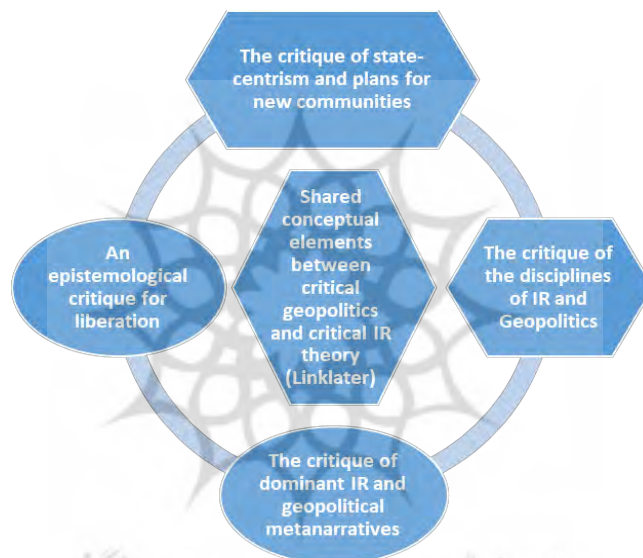 The critique of state-
centrism and plans for
new communities
Shared
conceptual
elements
between
critical
geopolitics
and critical IR
theory
(Linklater)
An
epistemological
critique for
liberation
The critique of
the disciplines
of IR and
Geopolitics
The critique of
dominant IR and
geopolitical
metanarratives